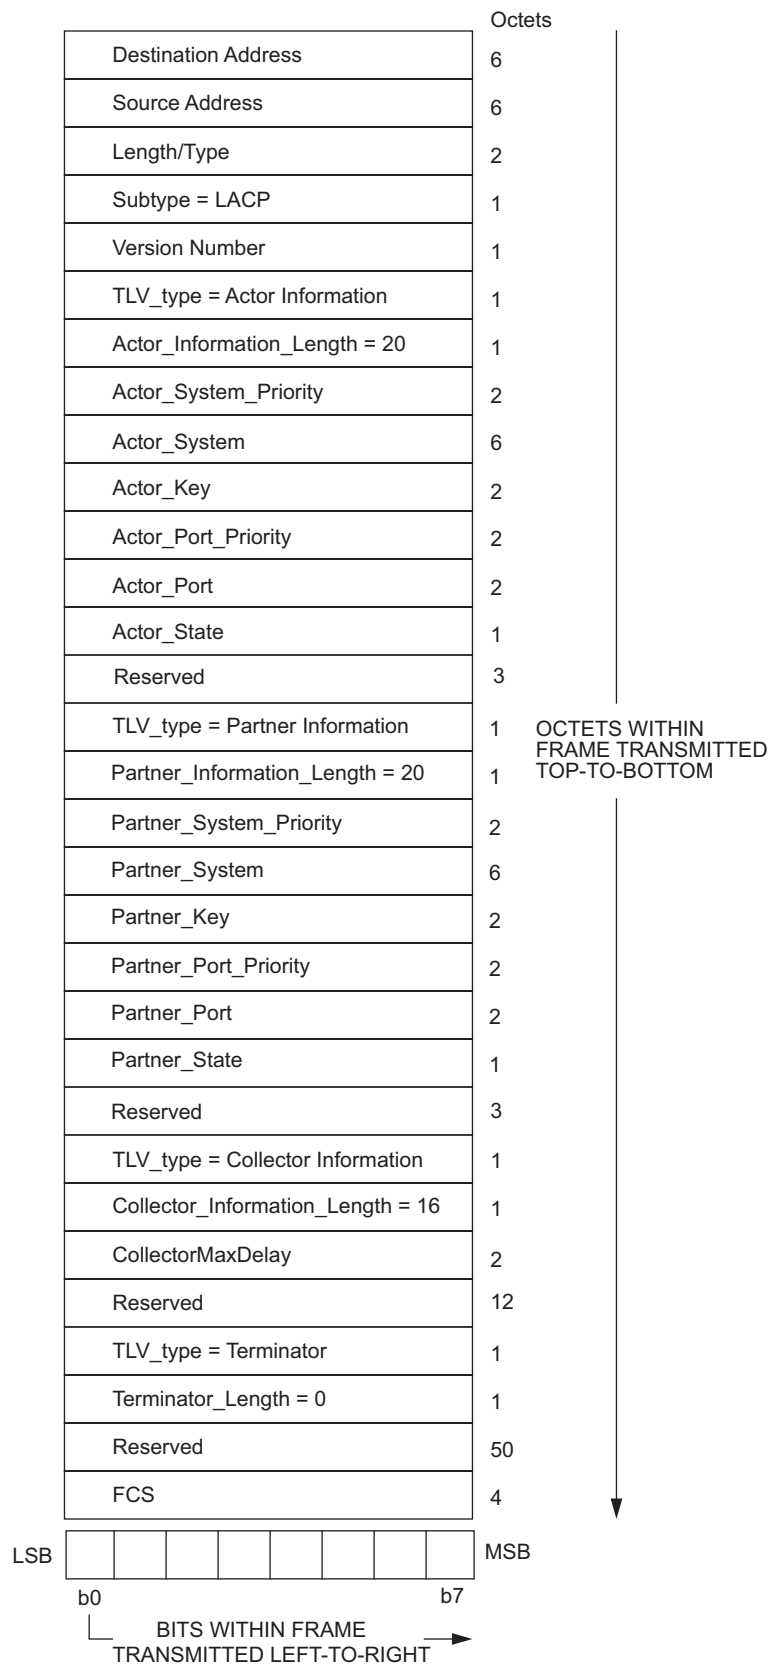 Octets
Destination Address 6
Source Address 6
Length/Type 2
Subtype = LACP 1
Version Number 1
TLV_type = Actor Information 1
Actor_Information_Length = 20 1
Actor_System_Priority 2
Actor_System 6
Actor_Key 2
Actor_Port_Priority 2
Actor_Port 2
Actor_State 1
Reserved 3
TLV_type = Partner Information 1
Partner_Information_Length = 20 1
Partner_System_Priority 2
Partner_System 6
Partner_Key 2
Partner_Port_Priority 2
Partner_Port 2
Partner_State 1
Reserved 3
TLV_type = Collector Information 1
Collector_Information_Length = 16 1
CollectorMaxDelay 2
Reserved 12
TLV_type = Terminator 1
Terminator_Length = 0 1
Reserved 50
FCS 4
OCTETS WITHIN
FRAME TRANSMITTED
TOP-TO-BOTTOM
LSB MSB
b0 b7
BITS WITHIN FRAME
TRANSMITTED LEFT-TO-RIGHT